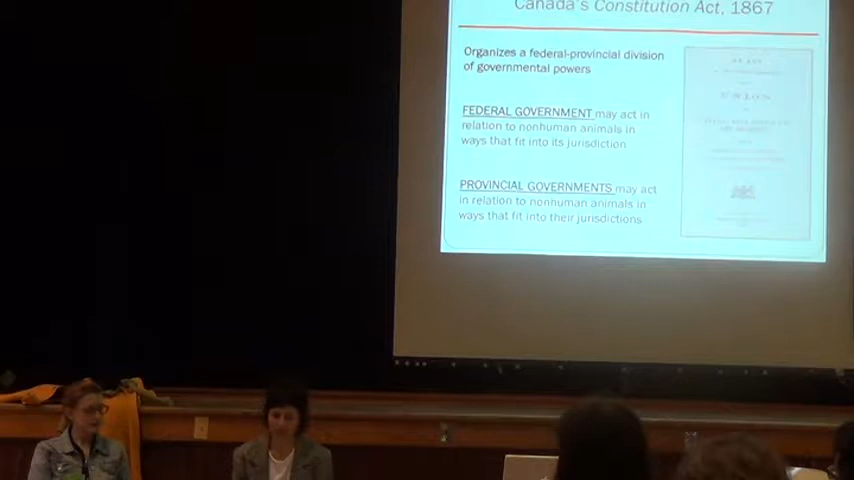 Canada's Constitution Act, 1867
Organizes a federal-provincial division
of governmental powers
FEDERAL GOVERNMENT may act in
relation to nonhuman animals in
ways that fit into its jurisdiction
PROVINCIAL GOVERNMENTS may act
in relation to nonhuman animals in
ways that fit into their jurisdictions
UNION